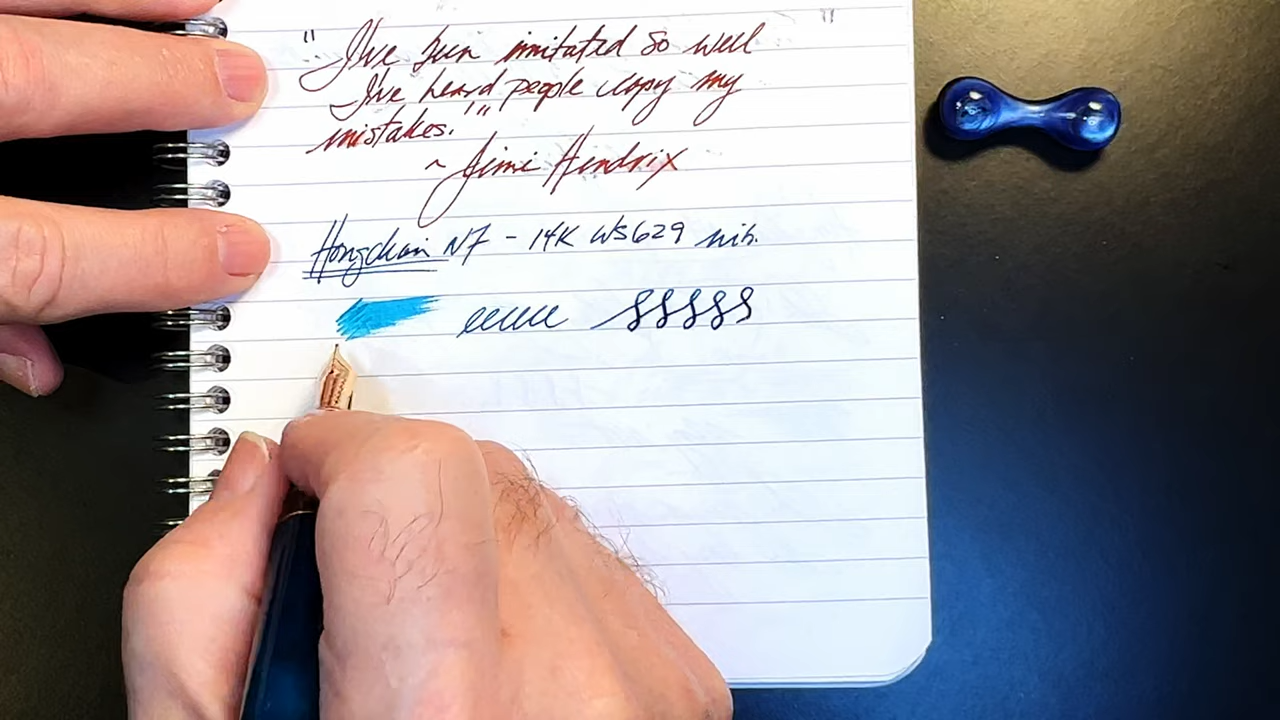 " I've been imitated so well "
I've heard people copy my
mistakes."
~ Jimi Hendrix
Hongdian N7 - 14K WS629 nib.
eeeee SSSSS